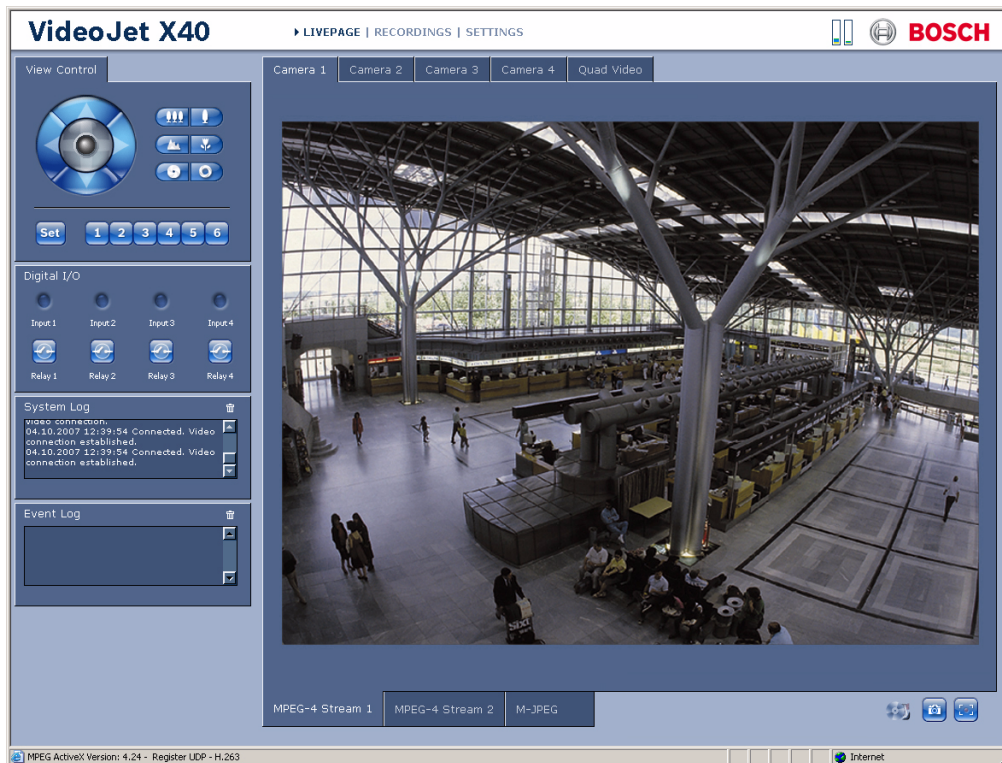 VideoJet X40
LIVEPAGE | RECORDINGS | SETTINGS
BOSCH
View Control
Camera 1
Camera 2
Camera 3
Camera 4
Quad Video
Set
1
2
3
4
5
6
Digital I/O
Input 1
Input 2
Input 3
Input 4
Relay 1
Relay 2
Relay 3
Relay 4
System Log
video connection.
04.10.2007 12:39:54 Connected. Video
connection established.
04.10.2007 12:39:54 Connected. Video
connection established.
Event Log
Sixt
MPEG-4 Stream 1
MPEG-4 Stream 2
M-JPEG
MPEG ActiveX Version: 4.24 - Register UDP - H.263
Internet